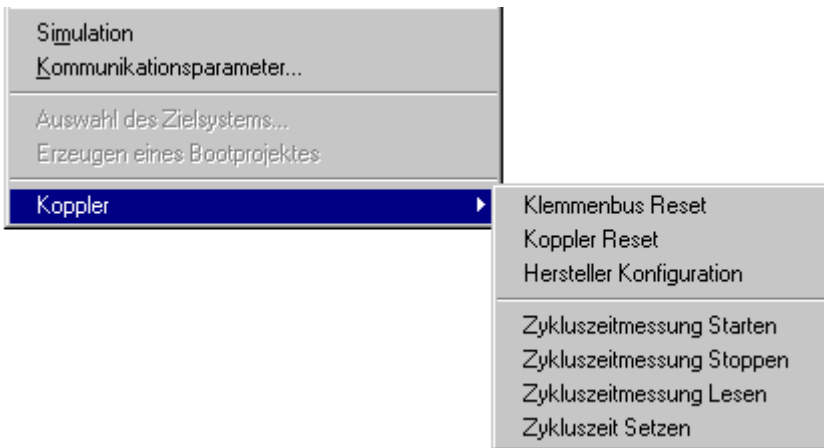 Simulation
Kommunikationsparameter...
Auswahl des Zielsystems...
Erzeugen eines Bootprojektes
Koppler
Klemmenbus Reset
Koppler Reset
Hersteller Konfiguration
Zykluszeitmessung Starten
Zykluszeitmessung Stoppen
Zykluszeitmessung Lesen
Zykluszeit Setzen